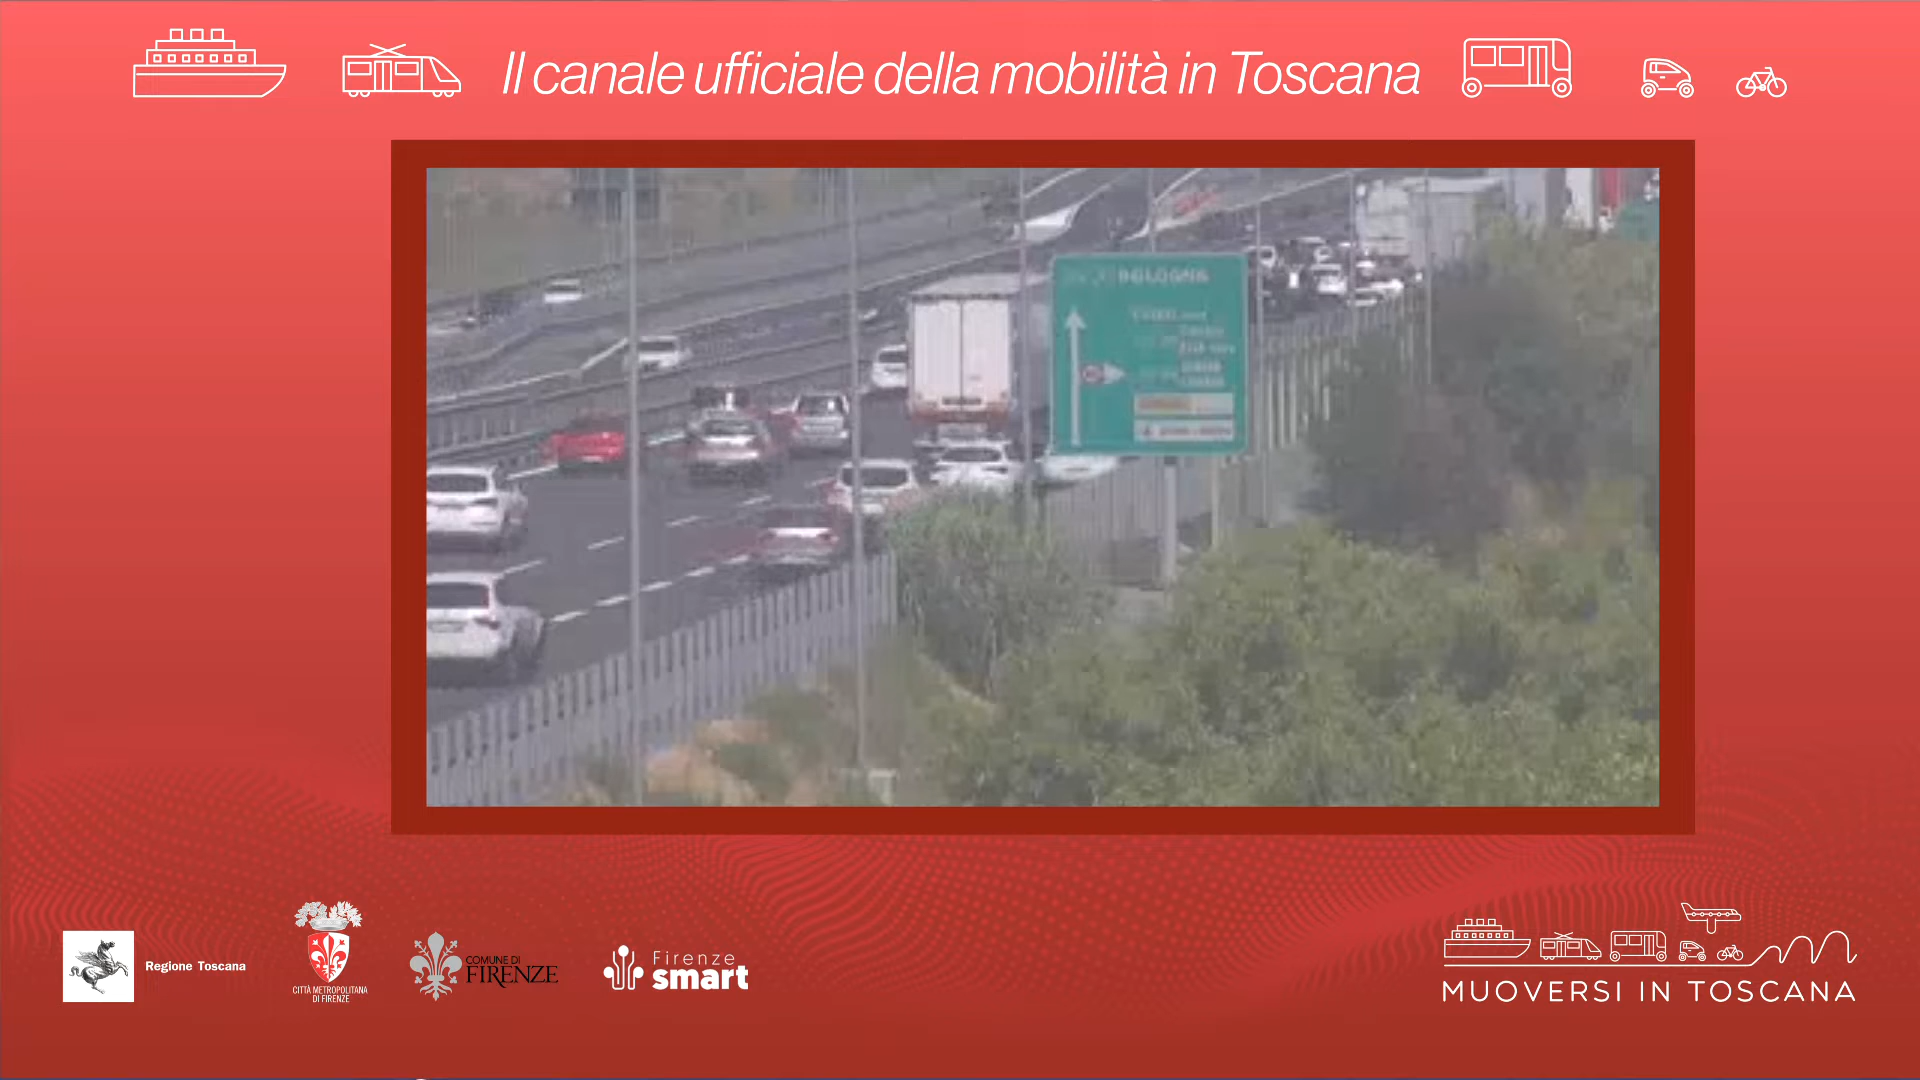 Il canale ufficiale della mobilità in Toscana
BOLOGNA
Regione Toscana
CITTÀ METROPOLITANA
DI FIRENZE
COMUNE DI
FIRENZE
Firenze
smart
MUOVERSI IN TOSCANA